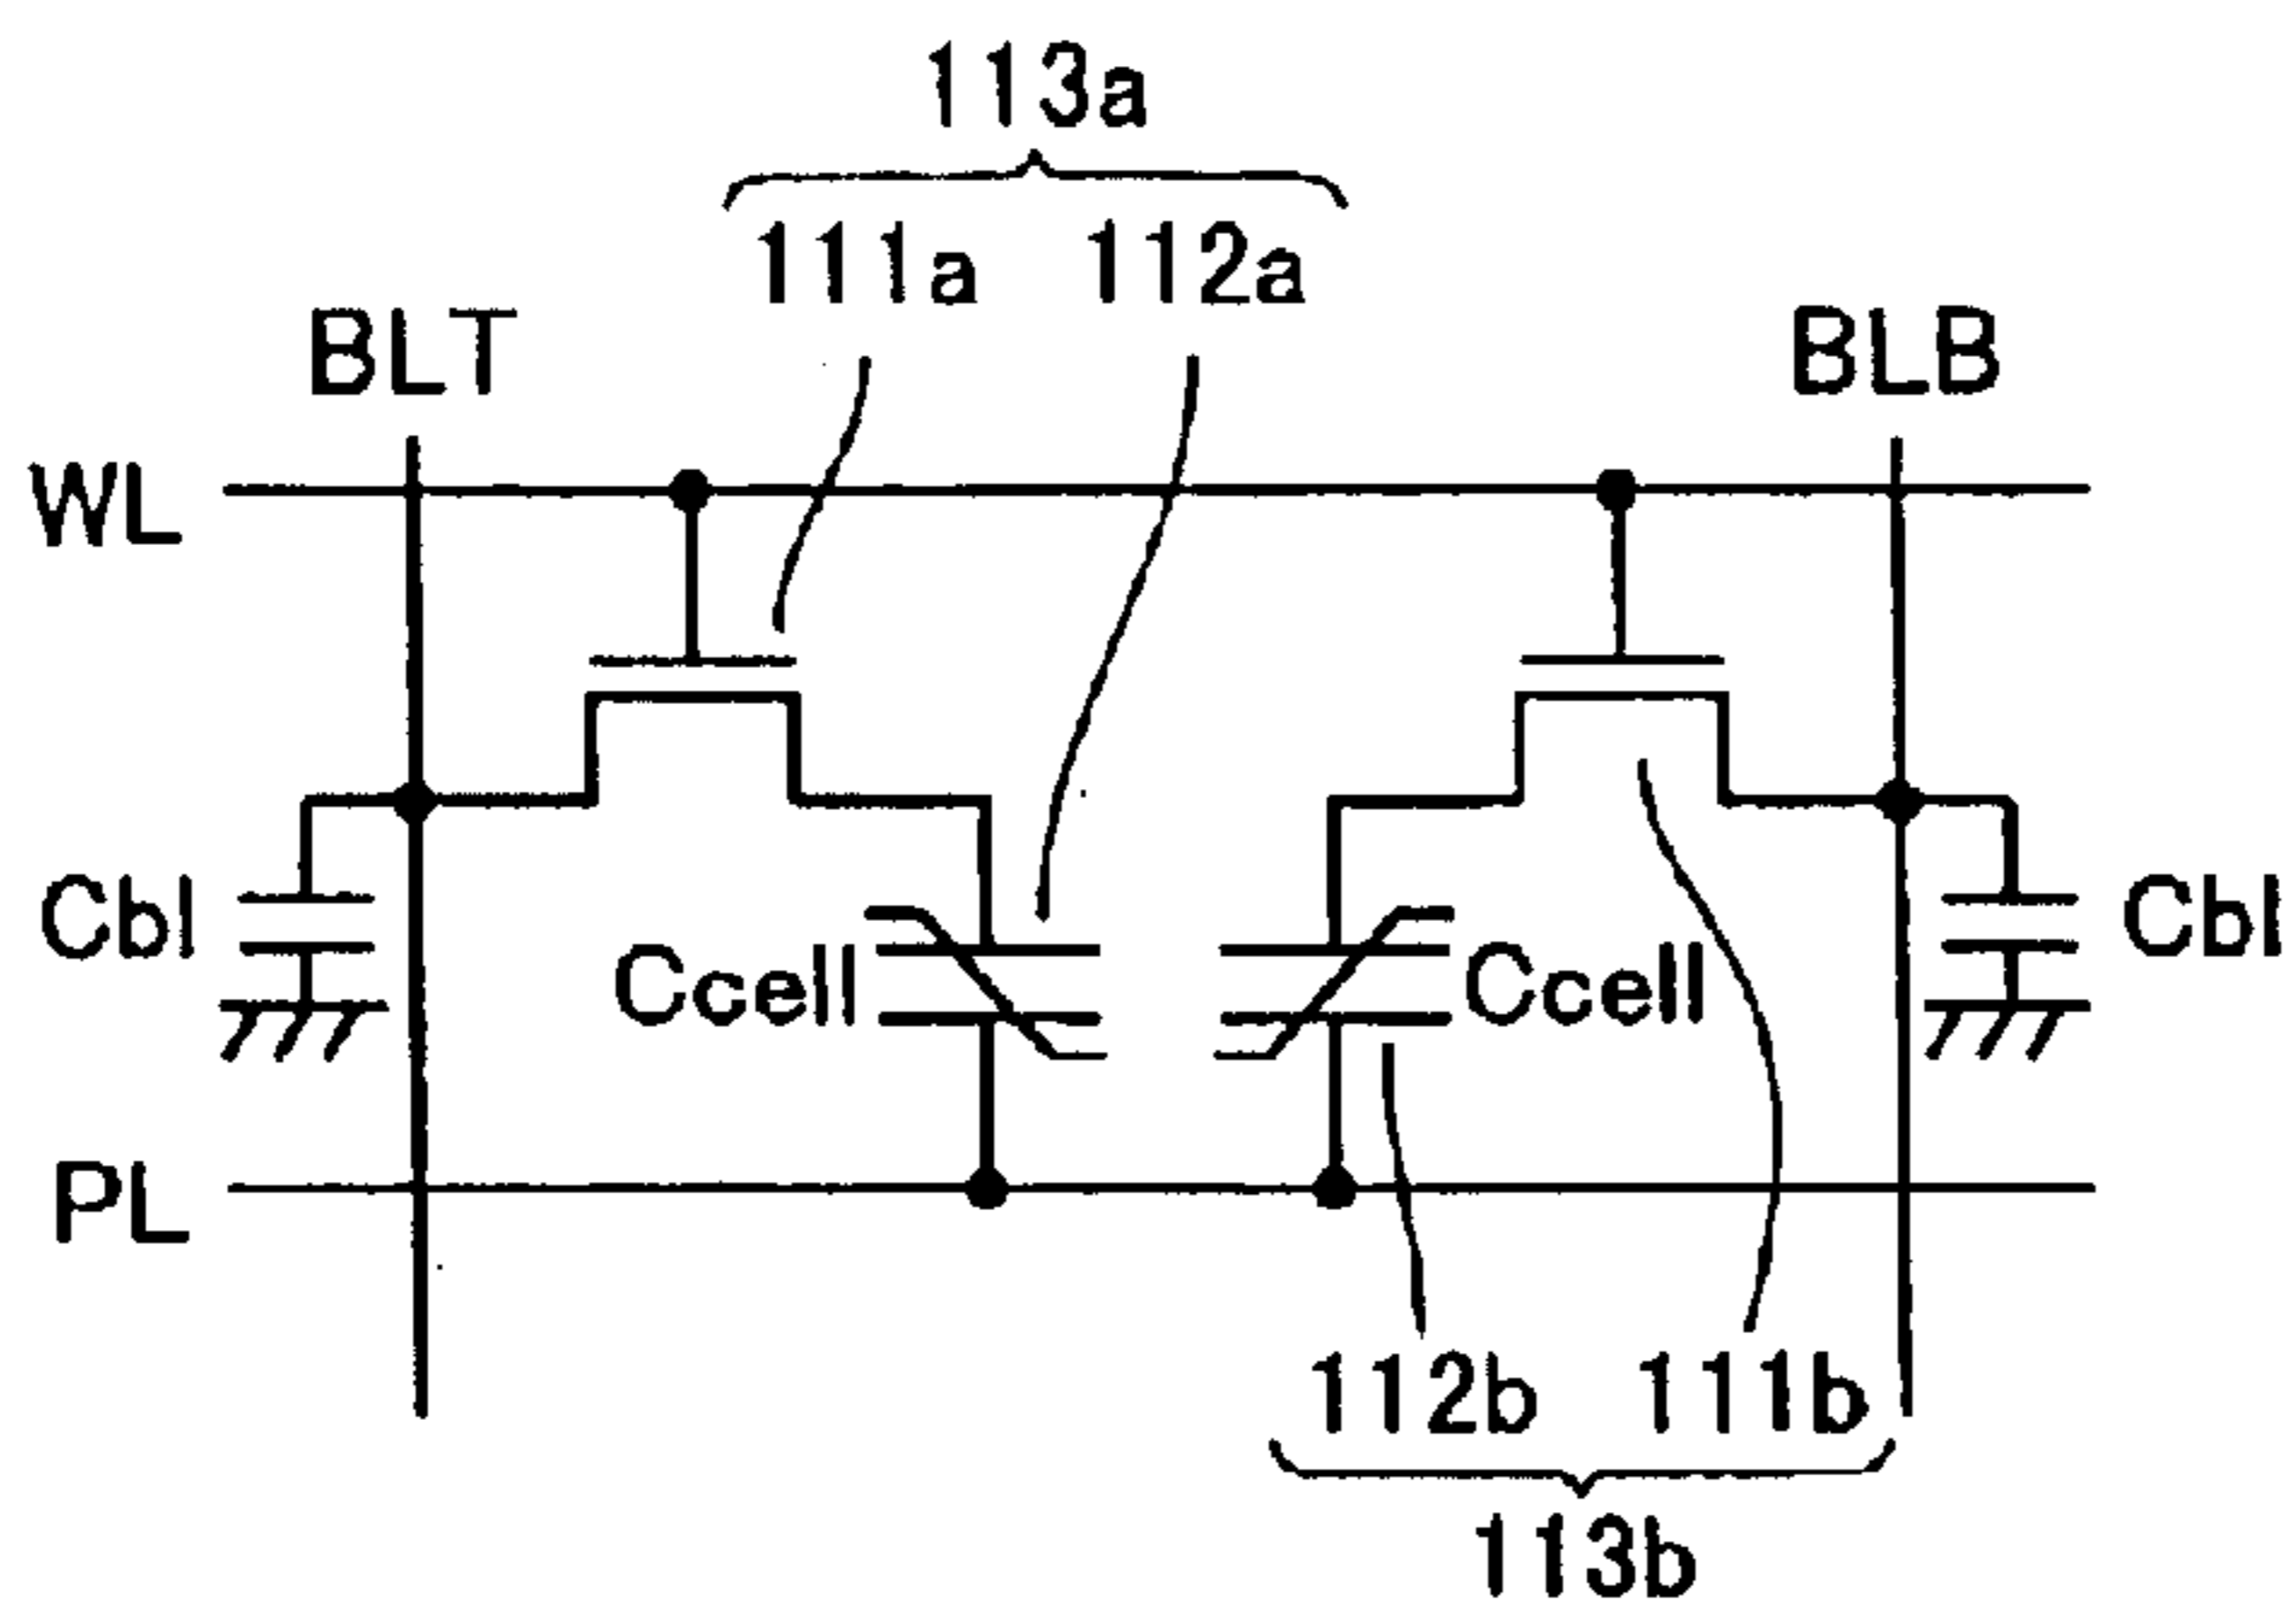 113a
111a 112a
BLT BLB
WL
Cbl Ccell Ccell Cbl
PL
112b 111b
113b